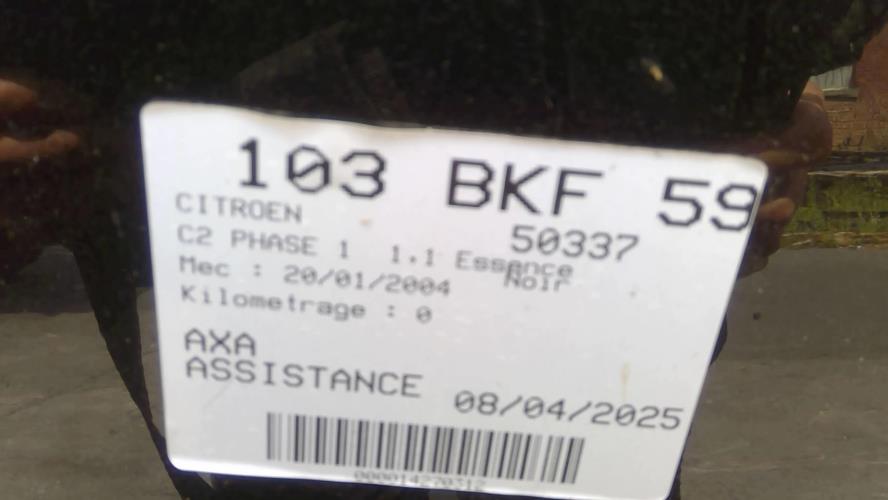 103 BKF 59
CITROEN
50337
C2 PHASE 1 1.1 Essence
Noir
Mec : 20/01/2004
Kilometrage : 0
AXA
ASSISTANCE
08/04/2025
000014270312